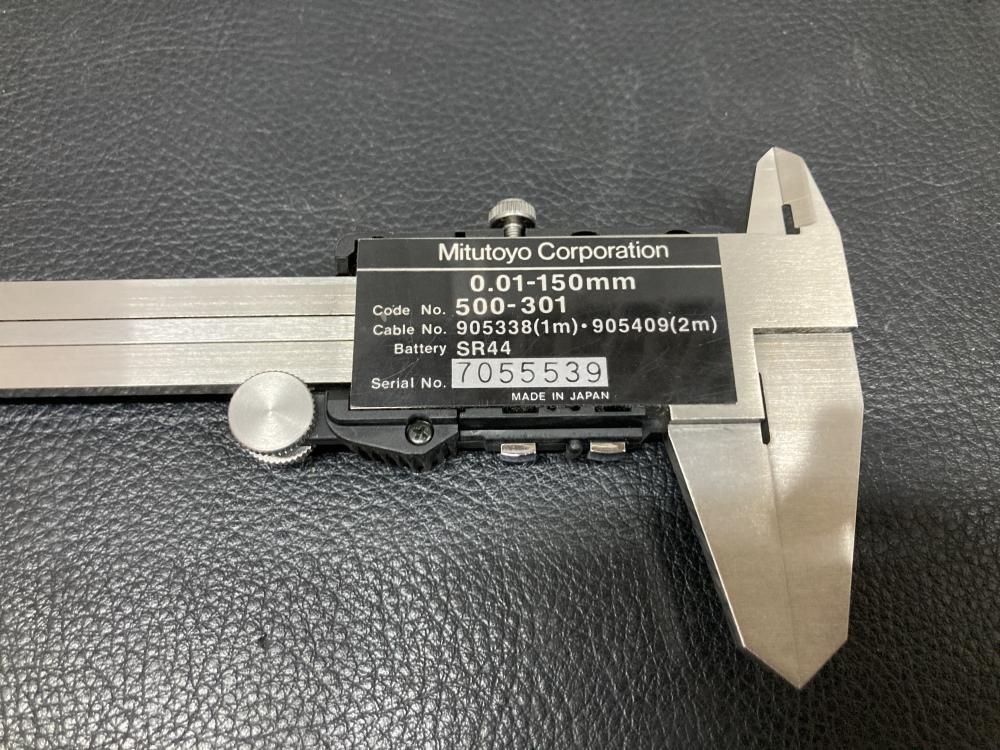 Mitutoyo Corporation
0.01-150mm
Code No. 500-301
Cable No. 905338(1m)·905409(2m)
Battery SR44
Serial No. 7055539
MADE IN JAPAN